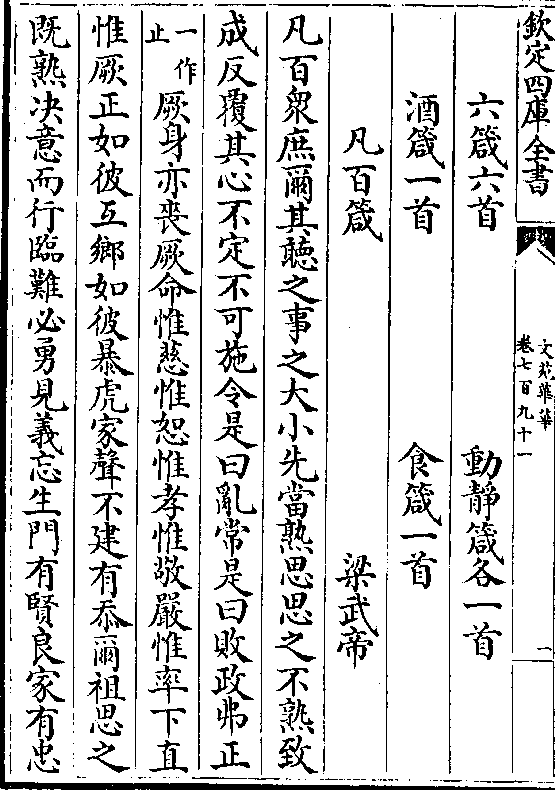 欽定四庫全書
文苑英華
卷七百九十一
一
六箴六首
動靜箴各一首
酒箴一首
食箴一首
凡百箴
梁武帝
凡百衆庶爾其聽之事之大小先當熟思思之不熟致
成反覆其心不定不可施令是曰亂常是曰敗政弗正
一作
止
厥身亦喪厥命惟慈惟恕惟孝惟敬嚴惟率下直
惟厥正如彼互鄉如彼暴虎家聲不建有忝爾祖思之
既熟决意而行臨難必勇見義忘生門有賢良家有忠